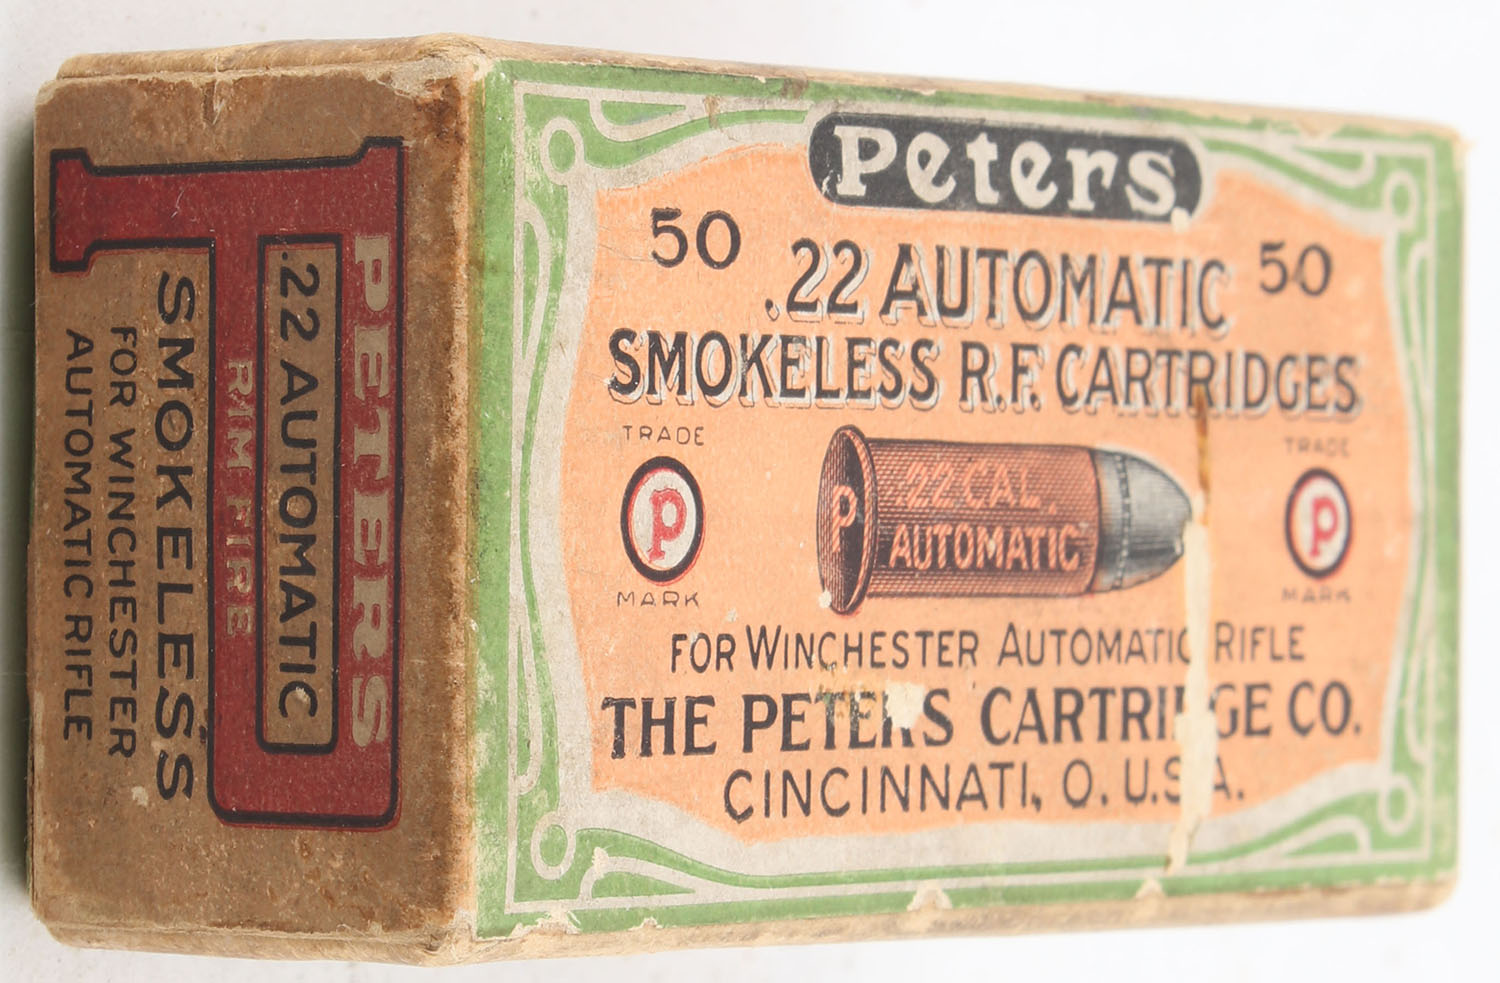 Peters
50 .22 AUTOMATIC 50
SMOKELESS R.F. CARTRIDGES
TRADE
P
MARK
P
22 CAL.
AUTOMATIC
TRADE
P
MARK
FOR WINCHESTER AUTOMATIC RIFLE
THE PETERS CARTRIDGE CO.
CINCINNATI, O. U.S.A.
PETERS
.22 AUTOMATIC
RIM FIRE
SMOKELESS
FOR WINCHESTER
AUTOMATIC RIFLE